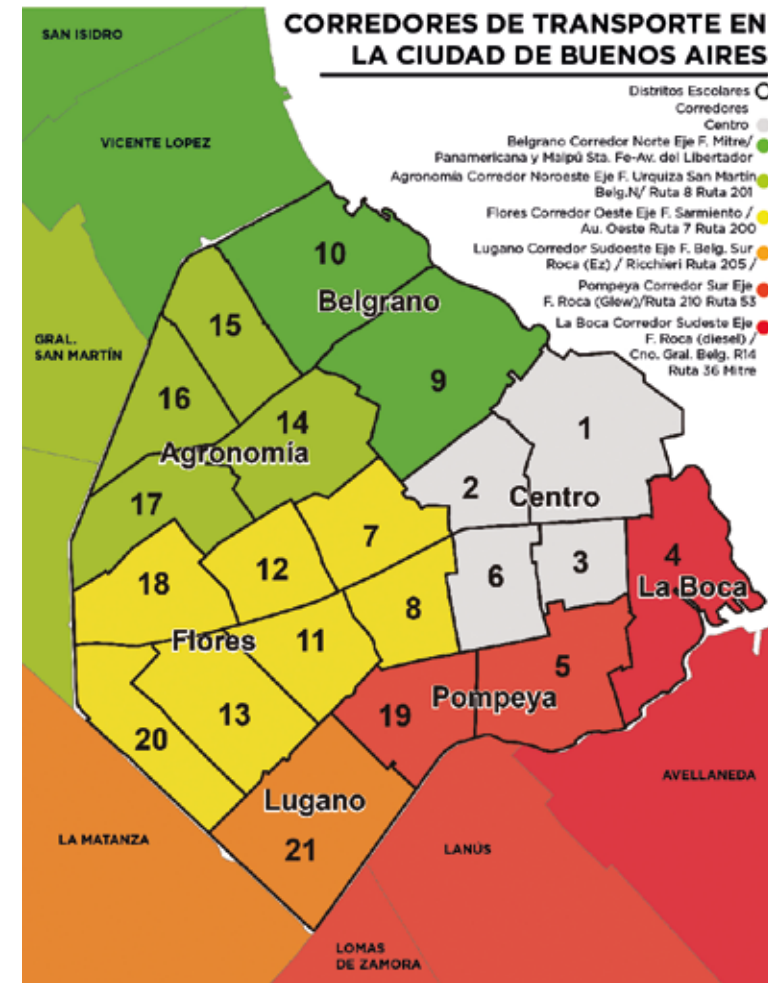 CORREDORES DE TRANSPORTE EN
LA CIUDAD DE BUENOS AIRES
Distritos Escolares
Corredores
Centro
Belgrano Corredor Norte Eje F. Mitre/
Panamericana y Maipú Sta. Fe-Av. del Libertador
Agronomía Corredor Noroeste Eje F. Urquiza San Martín
Belg.N/ Ruta 8 Ruta 201
Flores Corredor Oeste Eje F. Sarmiento /
Au. Oeste Ruta 7 Ruta 200
Lugano Corredor Sudoeste Eje F. Belg. Sur
Roca (Ez) / Ricchieri Ruta 205 /
Pompeya Corredor Sur Eje
F. Roca (Glew)/Ruta 210 Ruta 53
La Boca Corredor Sudeste Eje
F. Roca (diesel) /
Cno. Gral. Belg. R14
Ruta 36 Mitre
SAN ISIDRO
VICENTE LOPEZ
GRAL.
SAN MARTÍN
10
Belgrano
15
9
16
14
1
Agronomía
17
2
Centro
7
12
18
6
3
4
La Boca
8
Flores
11
5
Pompeya
19
13
20
Lugano
21
AVELLANEDA
LA MATANZA
LANÚS
LOMAS
DE ZAMORA